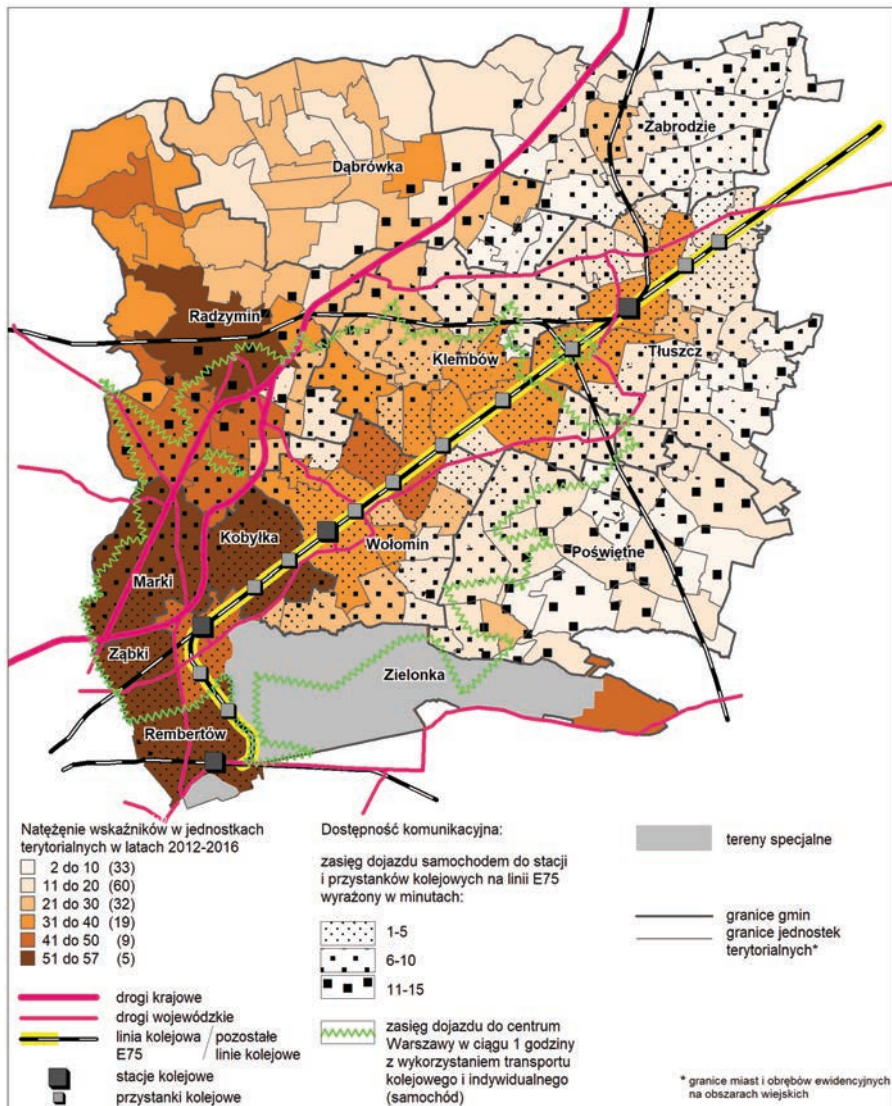 Zabrodzie
Dąbrówka
Radzymin
Klembów
Tłuszcz
Kobyłka
Wołomin
Poświętne
Marki
Ząbki
Zielonka
Rembertów
Natężenie wskaźników w jednostkach
terytorialnych w latach 2012-2016
2 do 10 (33)
11 do 20 (60)
21 do 30 (32)
31 do 40 (19)
41 do 50 (9)
51 do 57 (5)
drogi krajowe
drogi wojewódzkie
linia kolejowa / pozostałe
E75 linie kolejowe
stacje kolejowe
przystanki kolejowe
Dostępność komunikacyjna:
zasięg dojazdu samochodem do stacji
i przystanków kolejowych na linii E75
wyrażony w minutach:
1-5
6-10
11-15
zasięg dojazdu do centrum
Warszawy w ciągu 1 godziny
z wykorzystaniem transportu
kolejowego i indywidualnego
(samochód)
tereny specjalne
granice gmin
granice jednostek
terytorialnych*
* granice miast i obrębów ewidencyjnych
na obszarach wiejskich